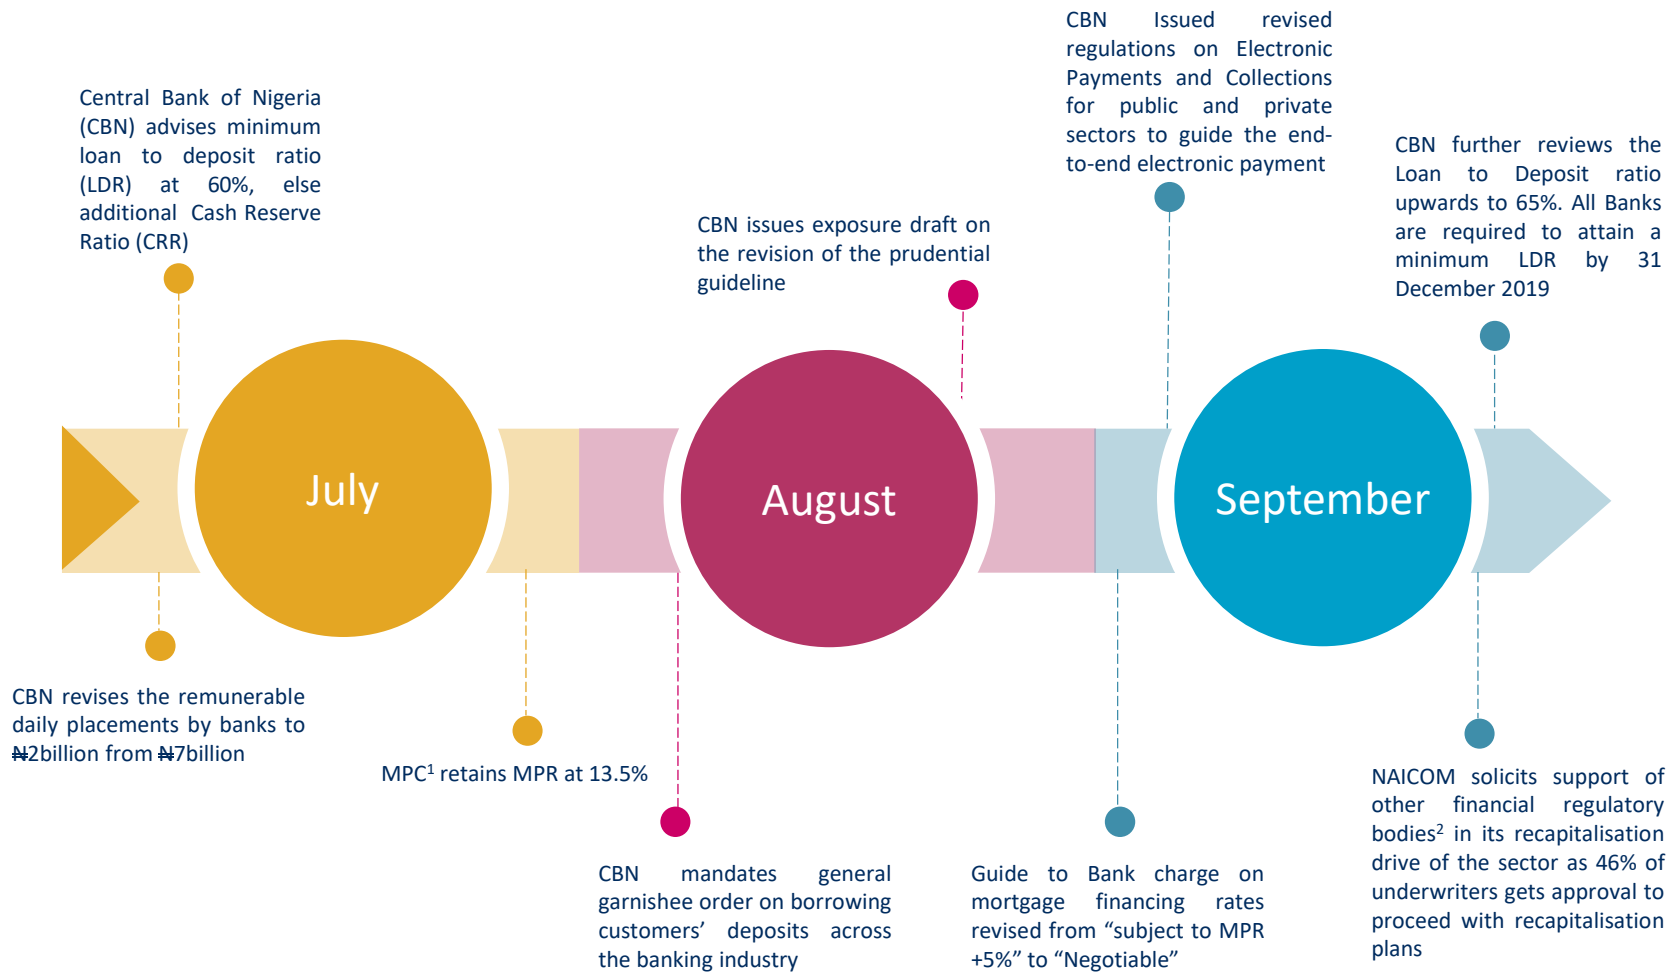 CBN Issued revised
regulations on Electronic
Payments and Collections
for public and private
sectors to guide the end-
to-end electronic payment
Central Bank of Nigeria
(CBN) advises minimum
loan to deposit ratio
(LDR) at 60%, else
additional Cash Reserve
Ratio (CRR)
CBN further reviews the
Loan to Deposit ratio
upwards to 65%. All Banks
are required to attain a
minimum LDR by 31
December 2019
CBN issues exposure draft on
the revision of the prudential
guideline
July
August
September
CBN revises the remunerable
daily placements by banks to
₦2billion from ₦7billion
MPC¹ retains MPR at 13.5%
NAICOM solicits support of
other financial regulatory
bodies² in its recapitalisation
drive of the sector as 46% of
underwriters gets approval to
proceed with recapitalisation
plans
CBN mandates general
garnishee order on borrowing
customers’ deposits across
the banking industry
Guide to Bank charge on
mortgage financing rates
revised from “subject to MPR
+5%” to “Negotiable”